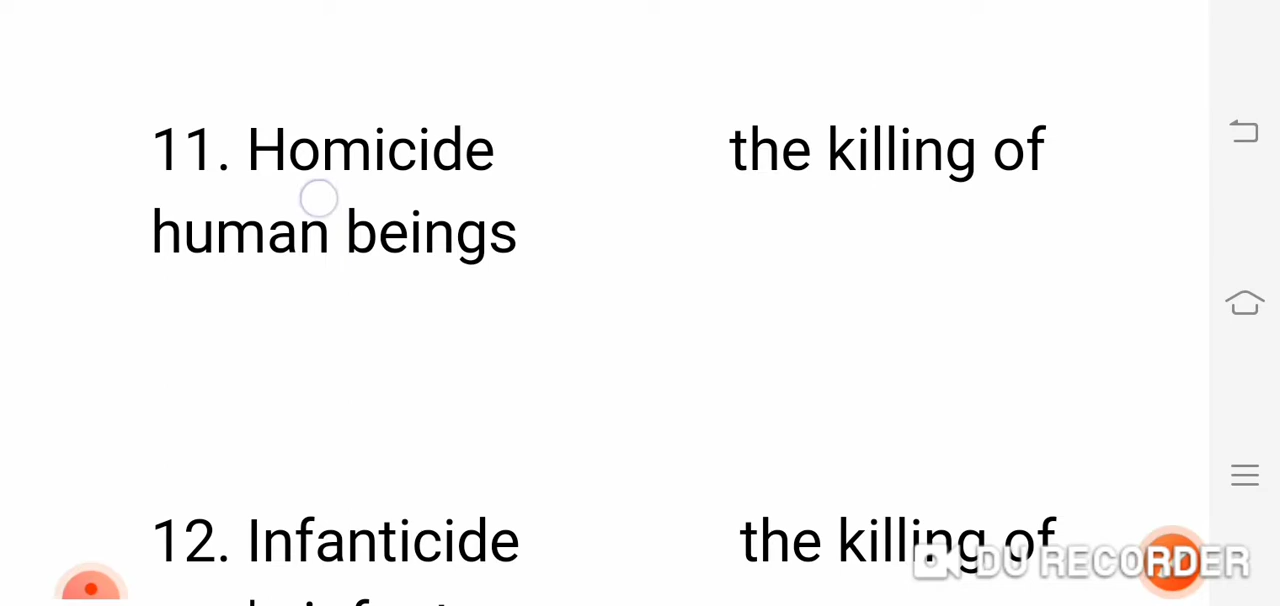 11. Homicide the killing of
human beings
12. Infanticide the killing of
DU RECORDER